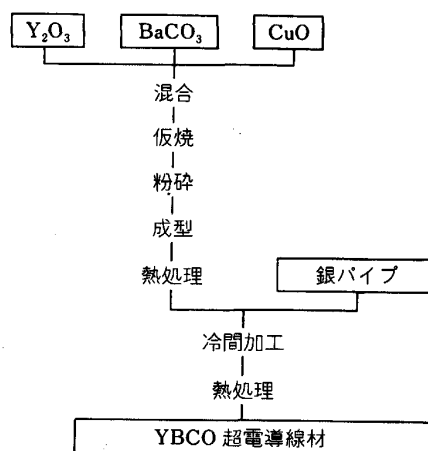 Y₂O₃ BaCO₃ CuO
混合
仮焼
粉砕
成型
熱処理 銀パイプ
冷間加工
熱処理
YBCO 超電導線材